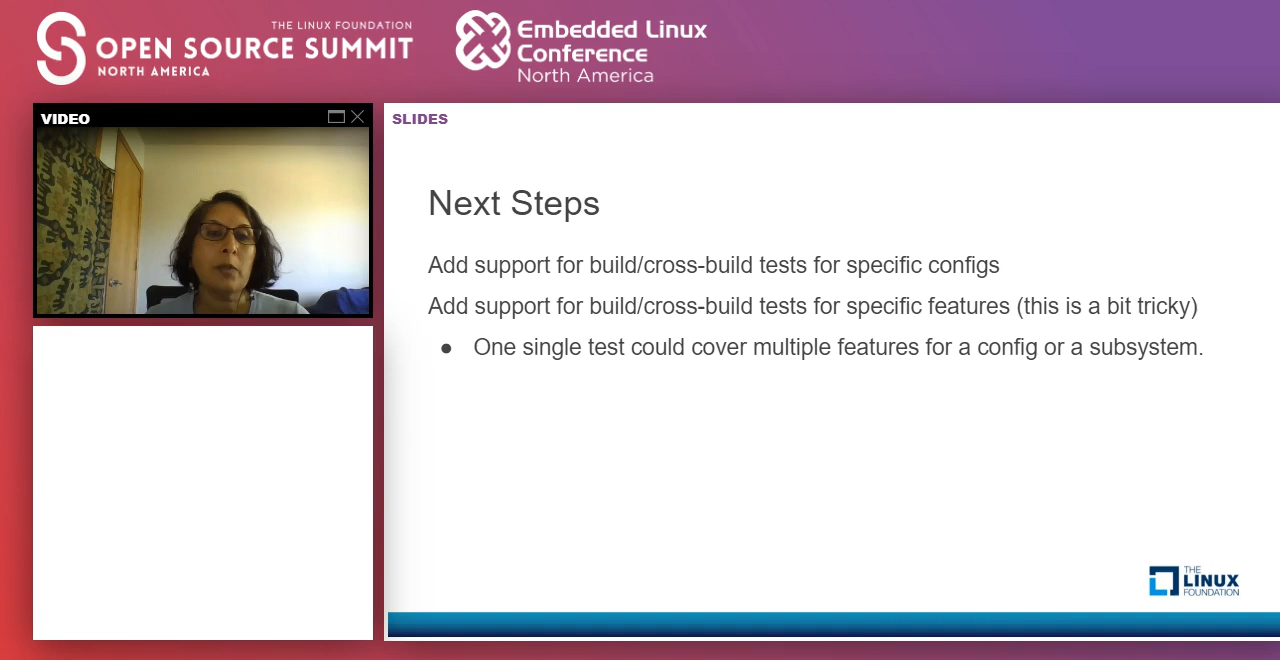 THE LINUX FOUNDATION
OPEN SOURCE SUMMIT
NORTH AMERICA
Embedded Linux
Conference
North America
VIDEO
SLIDES
Next Steps
Add support for build/cross-build tests for specific configs
Add support for build/cross-build tests for specific features (this is a bit tricky)
● One single test could cover multiple features for a config or a subsystem.
THE
LINUX
FOUNDATION